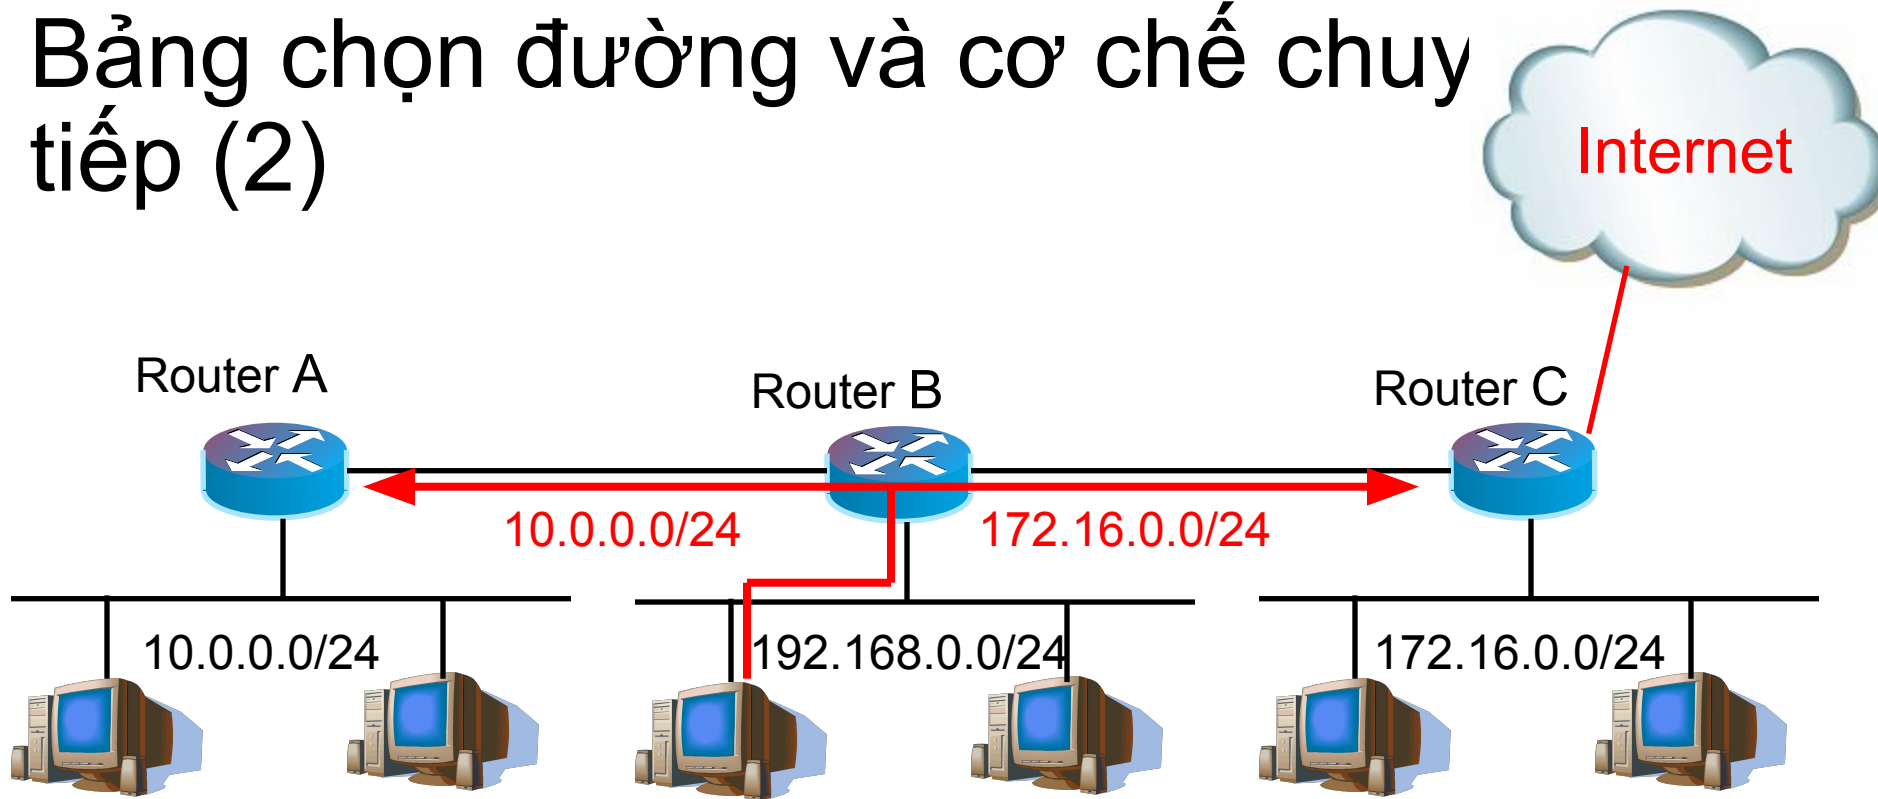 Bảng chọn đường và cơ chế chuy
tiếp (2)
Internet
Router A
Router B
Router C
10.0.0.0/24
172.16.0.0/24
10.0.0.0/24
192.168.0.0/24
172.16.0.0/24